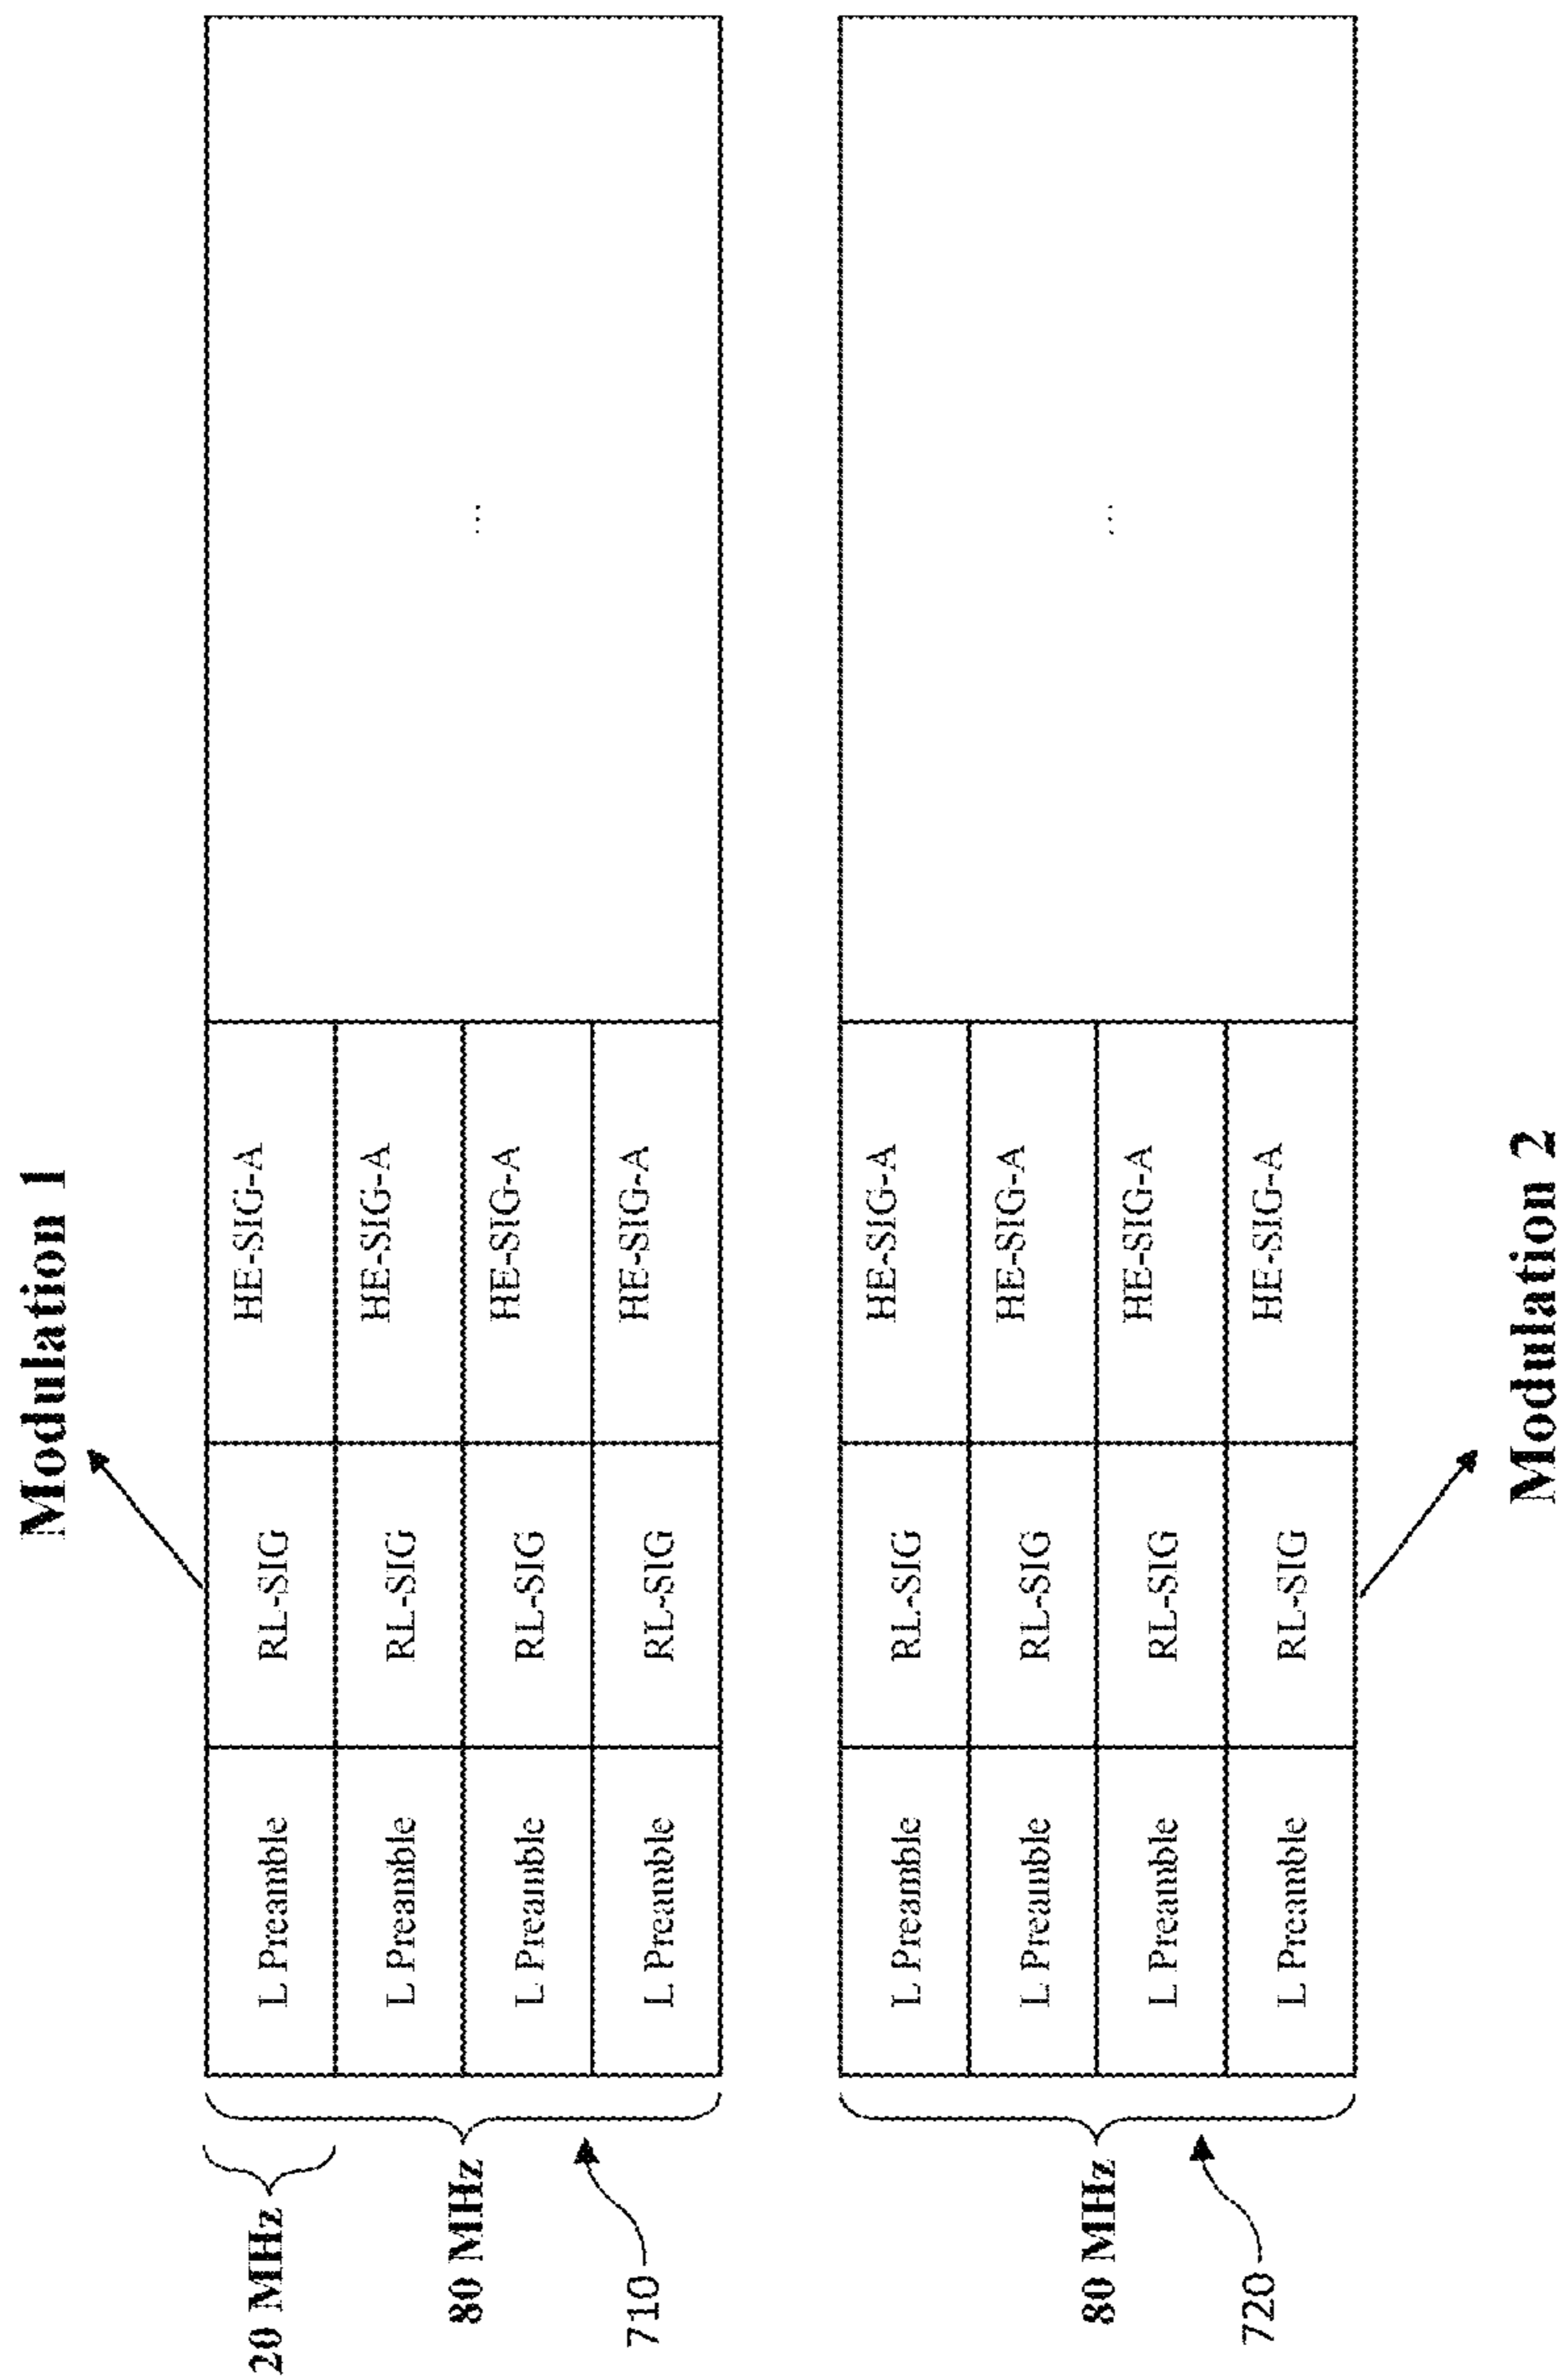 Modulation 1
20 MHz
80 MHz
710
L Preamble RL-SIG HE-SIG-A
L Preamble RL-SIG HE-SIG-A
L Preamble RL-SIG HE-SIG-A
L Preamble RL-SIG HE-SIG-A
...
80 MHz
720
L Preamble RL-SIG HE-SIG-A
L Preamble RL-SIG HE-SIG-A
L Preamble RL-SIG HE-SIG-A
L Preamble RL-SIG HE-SIG-A
...
Modulation 2